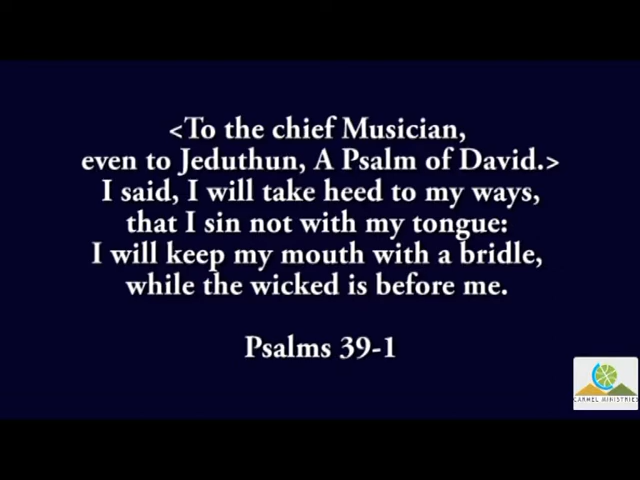 <To the chief Musician,
even to Jeduthun, A Psalm of David.>
I said, I will take heed to my ways,
that I sin not with my tongue:
I will keep my mouth with a bridle,
while the wicked is before me.
Psalms 39-1
CARMEL MINISTRIES